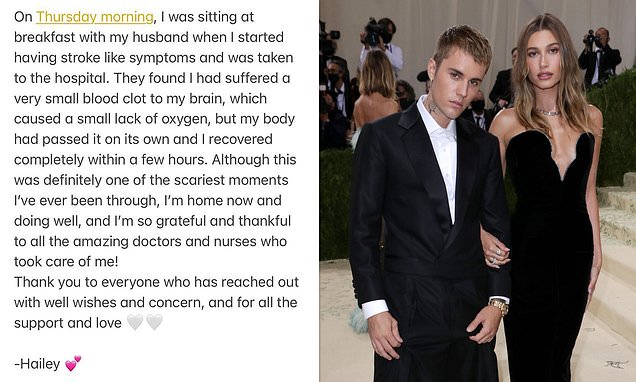 On Thursday morning, I was sitting at
breakfast with my husband when I started
having stroke like symptoms and was taken
to the hospital. They found I had suffered a
very small blood clot to my brain, which
caused a small lack of oxygen, but my body
had passed it on its own and I recovered
completely within a few hours. Although this
was definitely one of the scariest moments
I've ever been through, I'm home now and
doing well, and I'm so grateful and thankful
to all the amazing doctors and nurses who
took care of me!
Thank you to everyone who has reached out
with well wishes and concern, and for all the
support and love 🤍🤍
-Hailey 💕